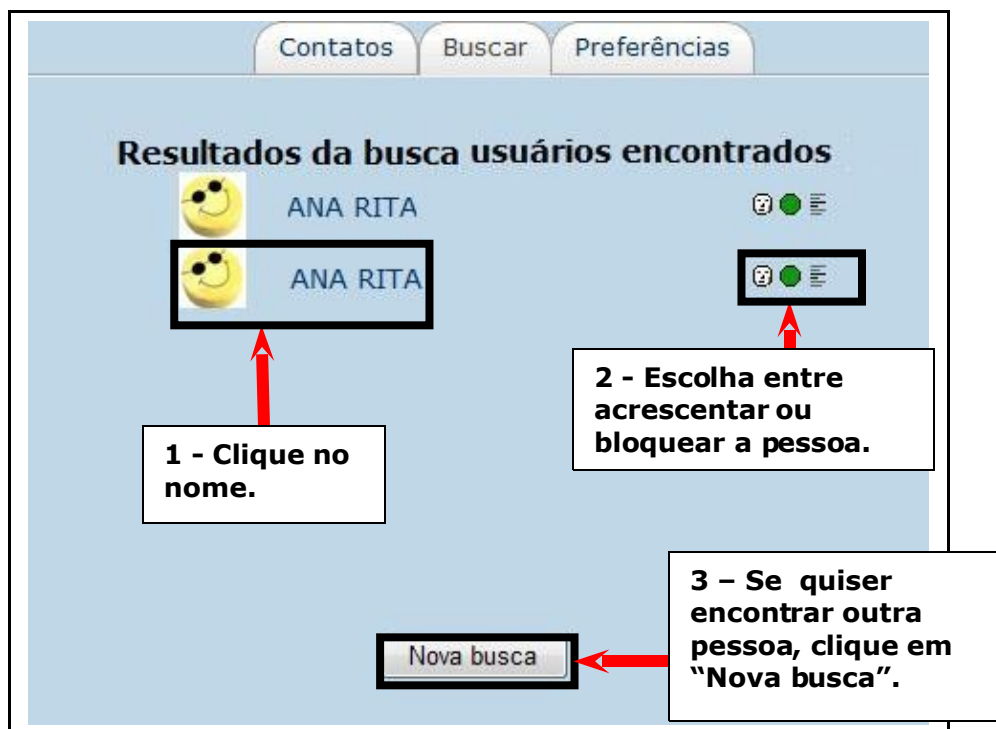 Contatos Buscar Preferências
Resultados da busca usuários encontrados
ANA RITA
ANA RITA
2 - Escolha entre
acrescentar ou
bloquear a pessoa.
1 - Clique no
nome.
3 – Se quiser
encontrar outra
pessoa, clique em
“Nova busca”.
Nova busca